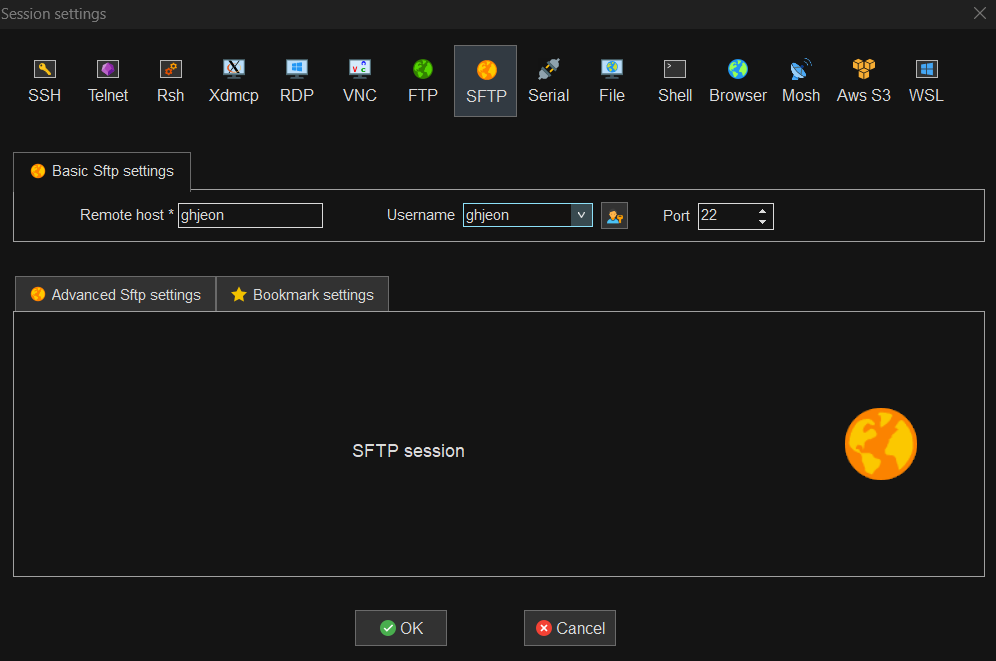 Session settings
SSH Telnet Rsh Xdmcp RDP VNC FTP SFTP Serial File Shell Browser Mosh Aws S3 WSL
Basic Sftp settings
Remote host * ghjeon Username ghjeon Port 22
Advanced Sftp settings Bookmark settings
SFTP session
OK Cancel